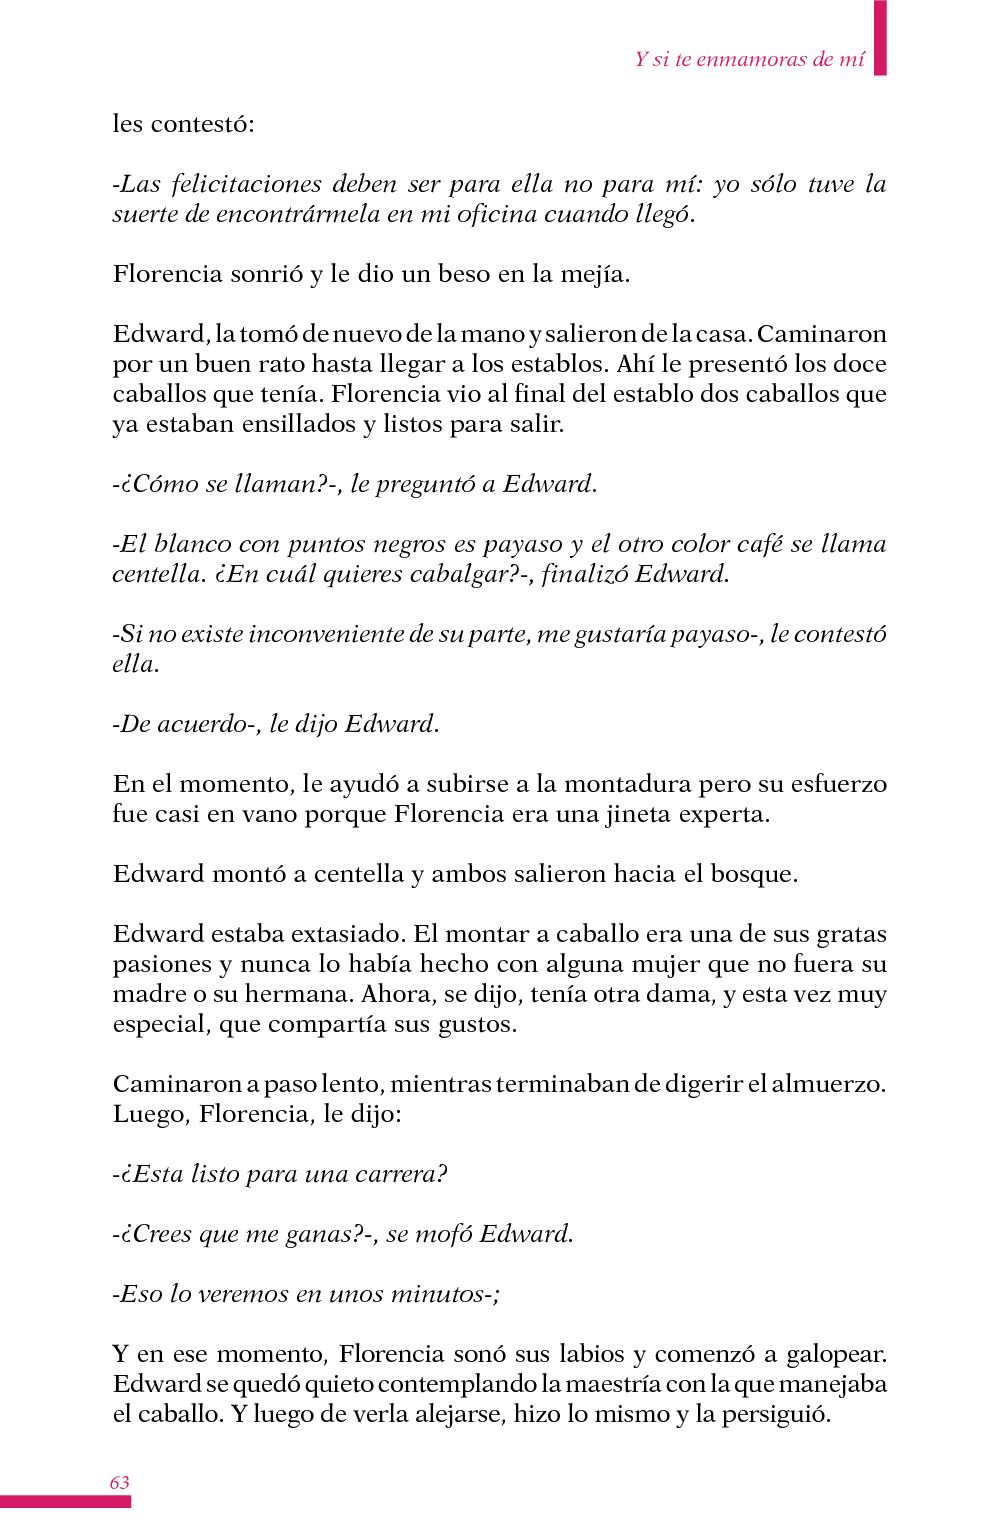 Y si te enmamoras de mí
les contestó:
-Las felicitaciones deben ser para ella no para mí: yo sólo tuve la
suerte de encontrármela en mi oficina cuando llegó.
Florencia sonrió y le dio un beso en la mejía.
Edward, la tomó de nuevo de la mano y salieron de la casa. Caminaron
por un buen rato hasta llegar a los establos. Ahí le presentó los doce
caballos que tenía. Florencia vio al final del establo dos caballos que
ya estaban ensillados y listos para salir.
-¿Cómo se llaman?-, le preguntó a Edward.
-El blanco con puntos negros es payaso y el otro color café se llama
centella. ¿En cuál quieres cabalgar?-, finalizó Edward.
-Si no existe inconveniente de su parte, me gustaría payaso-, le contestó
ella.
-De acuerdo-, le dijo Edward.
En el momento, le ayudó a subirse a la montadura pero su esfuerzo
fue casi en vano porque Florencia era una jineta experta.
Edward montó a centella y ambos salieron hacia el bosque.
Edward estaba extasiado. El montar a caballo era una de sus gratas
pasiones y nunca lo había hecho con alguna mujer que no fuera su
madre o su hermana. Ahora, se dijo, tenía otra dama, y esta vez muy
especial, que compartía sus gustos.
Caminaron a paso lento, mientras terminaban de digerir el almuerzo.
Luego, Florencia, le dijo:
-¿Esta listo para una carrera?
-¿Crees que me ganas?-, se mofó Edward.
-Eso lo veremos en unos minutos-;
Y en ese momento, Florencia sonó sus labios y comenzó a galopear.
Edward se quedó quieto contemplando la maestría con la que manejaba
el caballo. Y luego de verla alejarse, hizo lo mismo y la persiguió.
63